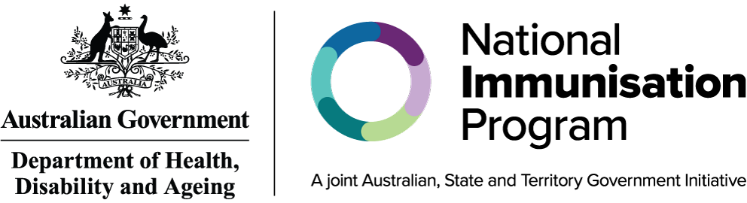 AUSTRALIA
Australian Government
Department of Health,
Disability and Ageing
National
Immunisation
Program
A joint Australian, State and Territory Government Initiative